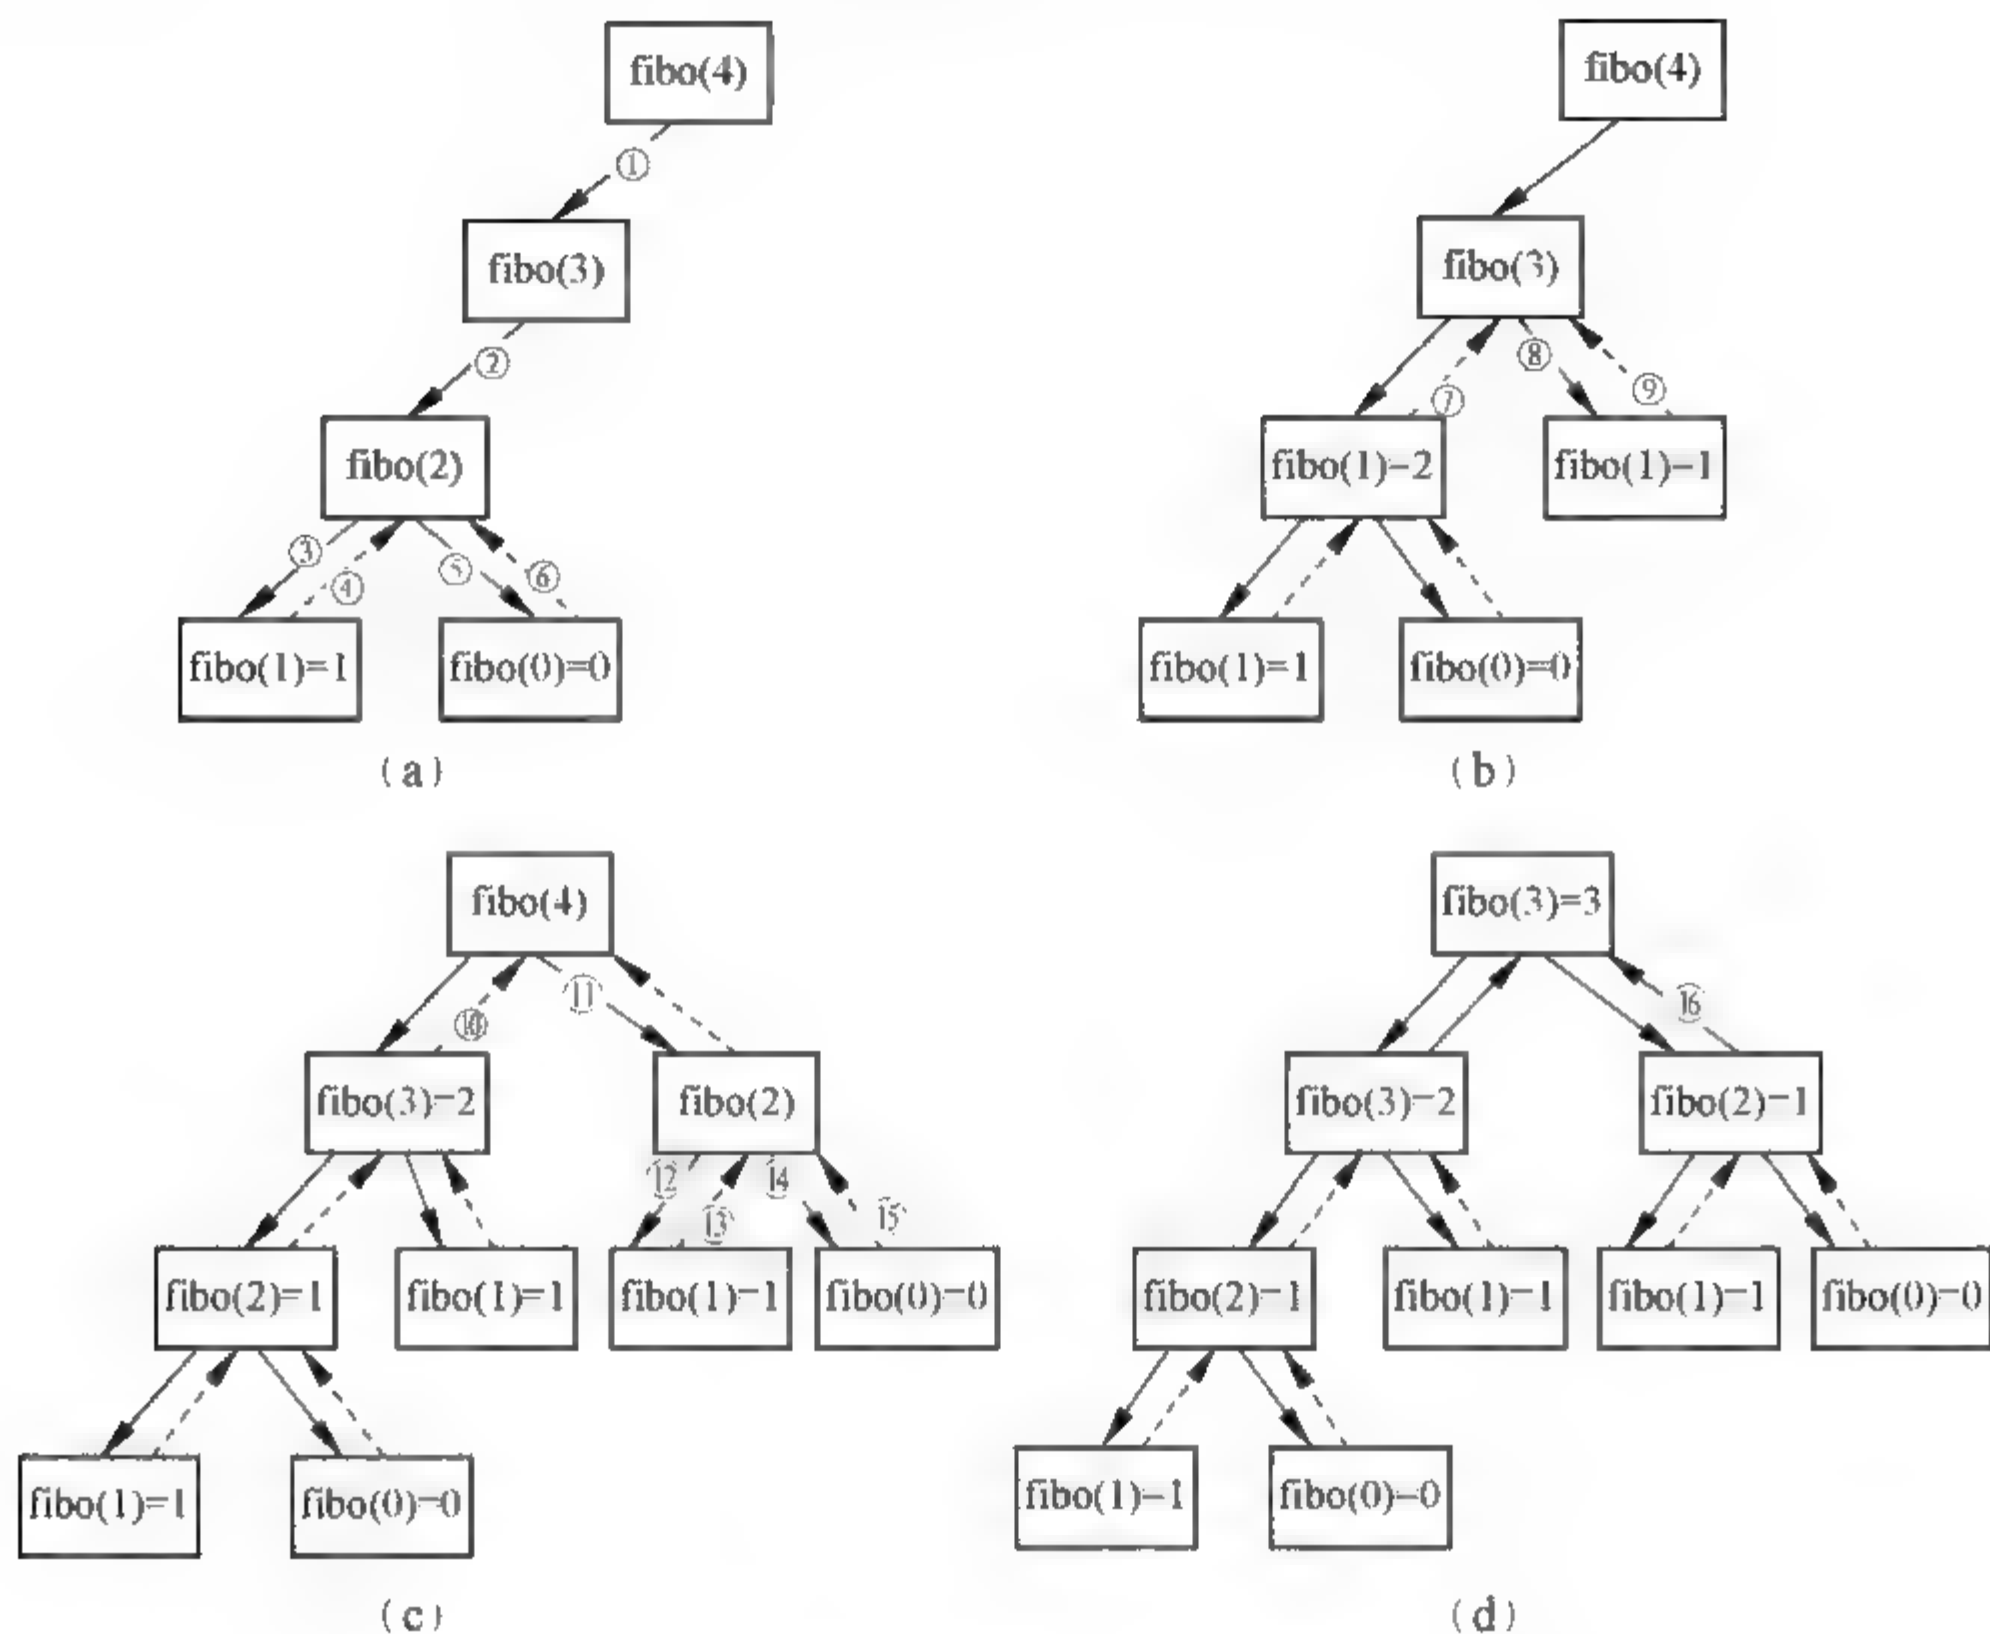 fibo(4)
①
fibo(3)
②
fibo(2)
③ ④ ⑤ ⑥
fibo(1)=1 fibo(0)=0
(a)
fibo(4)
fibo(3)
⑦ ⑧ ⑨
fibo(1)−2 fibo(1)−1
fibo(1)=1 fibo(0)=0
(b)
fibo(4)
⑩ ⑪
fibo(3)−2 fibo(2)
⑫ ⑬ ⑭ ⑮
fibo(2)=1 fibo(1)=1 fibo(1)−1 fibo(0)−0
fibo(1)=1 fibo(0)−0
(c)
fibo(3)=3
⑯
fibo(3)−2 fibo(2)−1
fibo(2)−1 fibo(1)−1 fibo(1)−1 fibo(0)−0
fibo(1)−1 fibo(0)−0
(d)